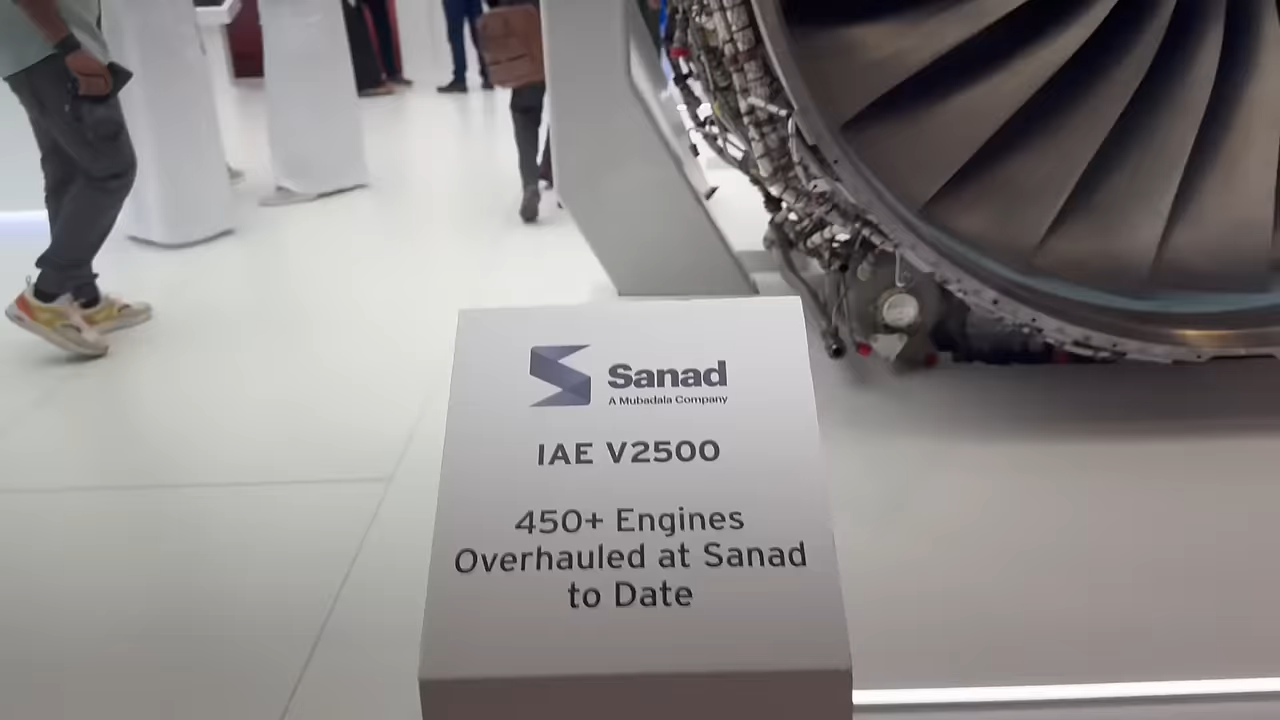 Sanad
A Mubadala Company
IAE V2500
450+ Engines
Overhauled at Sanad
to Date